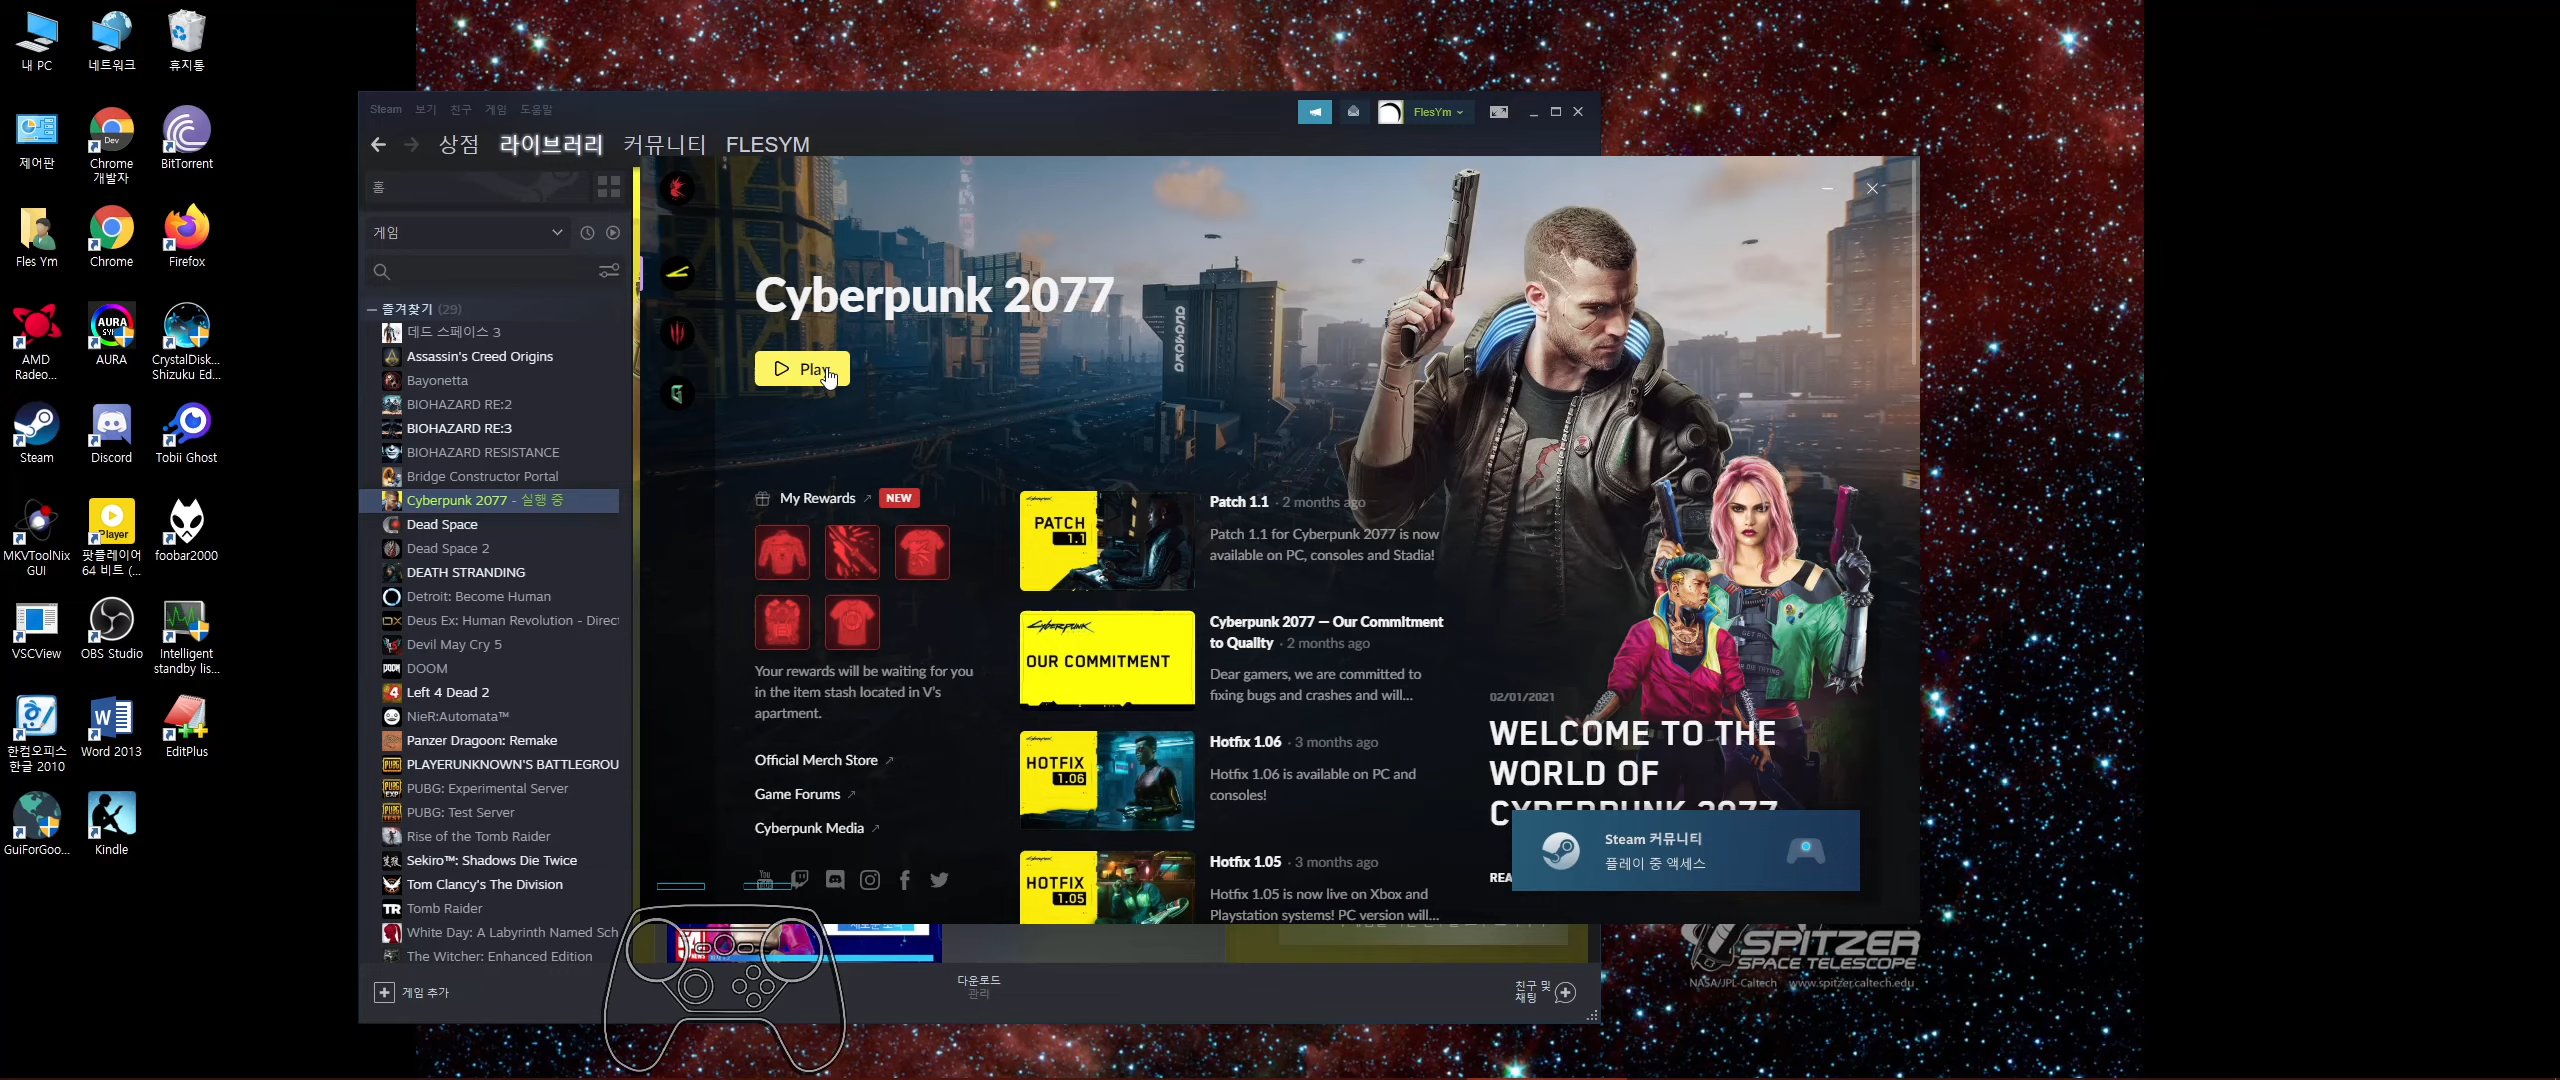 내 PC
네트워크
휴지통
제어판
Chrome
개발자
BitTorrent
Fles Ym
Chrome
Firefox
AMD
Radeo...
AURA
CrystalDisk...
Shizuku Ed...
Steam
Discord
Tobii Ghost
MKVToolNix
GUI
팟플레이어
64 비트 (...
foobar2000
VSCView
OBS Studio
Intelligent
standby lis...
한컴오피스
한글 2010
Word 2013
EditPlus
GuiForGoo...
Kindle
Steam 보기 친구 게임 도움말
FlesYm
상점 라이브러리 커뮤니티 FLESYM
홈
게임
즐겨찾기 (29)
데드 스페이스 3
Assassin's Creed Origins
Bayonetta
BIOHAZARD RE:2
BIOHAZARD RE:3
BIOHAZARD RESISTANCE
Bridge Constructor Portal
Cyberpunk 2077 - 실행 중
Dead Space
Dead Space 2
DEATH STRANDING
Detroit: Become Human
Deus Ex: Human Revolution - Direct
Devil May Cry 5
DOOM
Left 4 Dead 2
NieR:Automata™
Panzer Dragoon: Remake
PLAYERUNKNOWN'S BATTLEGROU
PUBG: Experimental Server
PUBG: Test Server
Rise of the Tomb Raider
Sekiro™: Shadows Die Twice
Tom Clancy's The Division
Tomb Raider
White Day: A Labyrinth Named Sch
The Witcher: Enhanced Edition
게임 추가
다운로드
관리
친구 및
채팅
Cyberpunk 2077
Play
My Rewards NEW
Your rewards will be waiting for you
in the item stash located in V's
apartment.
Official Merch Store
Game Forums
Cyberpunk Media
PATCH
1.1
Patch 1.1 · 2 months ago
Patch 1.1 for Cyberpunk 2077 is now
available on PC, consoles and Stadia!
OUR COMMITMENT
Cyberpunk 2077 — Our Commitment
to Quality · 2 months ago
Dear gamers, we are committed to
fixing bugs and crashes and will...
HOTFIX
1.06
Hotfix 1.06 · 3 months ago
Hotfix 1.06 is available on PC and
consoles!
HOTFIX
1.05
Hotfix 1.05 · 3 months ago
Hotfix 1.05 is now live on Xbox and
Playstation systems! PC version will...
02/01/2021
WELCOME TO THE
WORLD OF
CYBERPUNK 2077
REA
Steam 커뮤니티
플레이 중 액세스
SPITZER
SPACE TELESCOPE
NASA/JPL-Caltech www.spitzer.caltech.edu